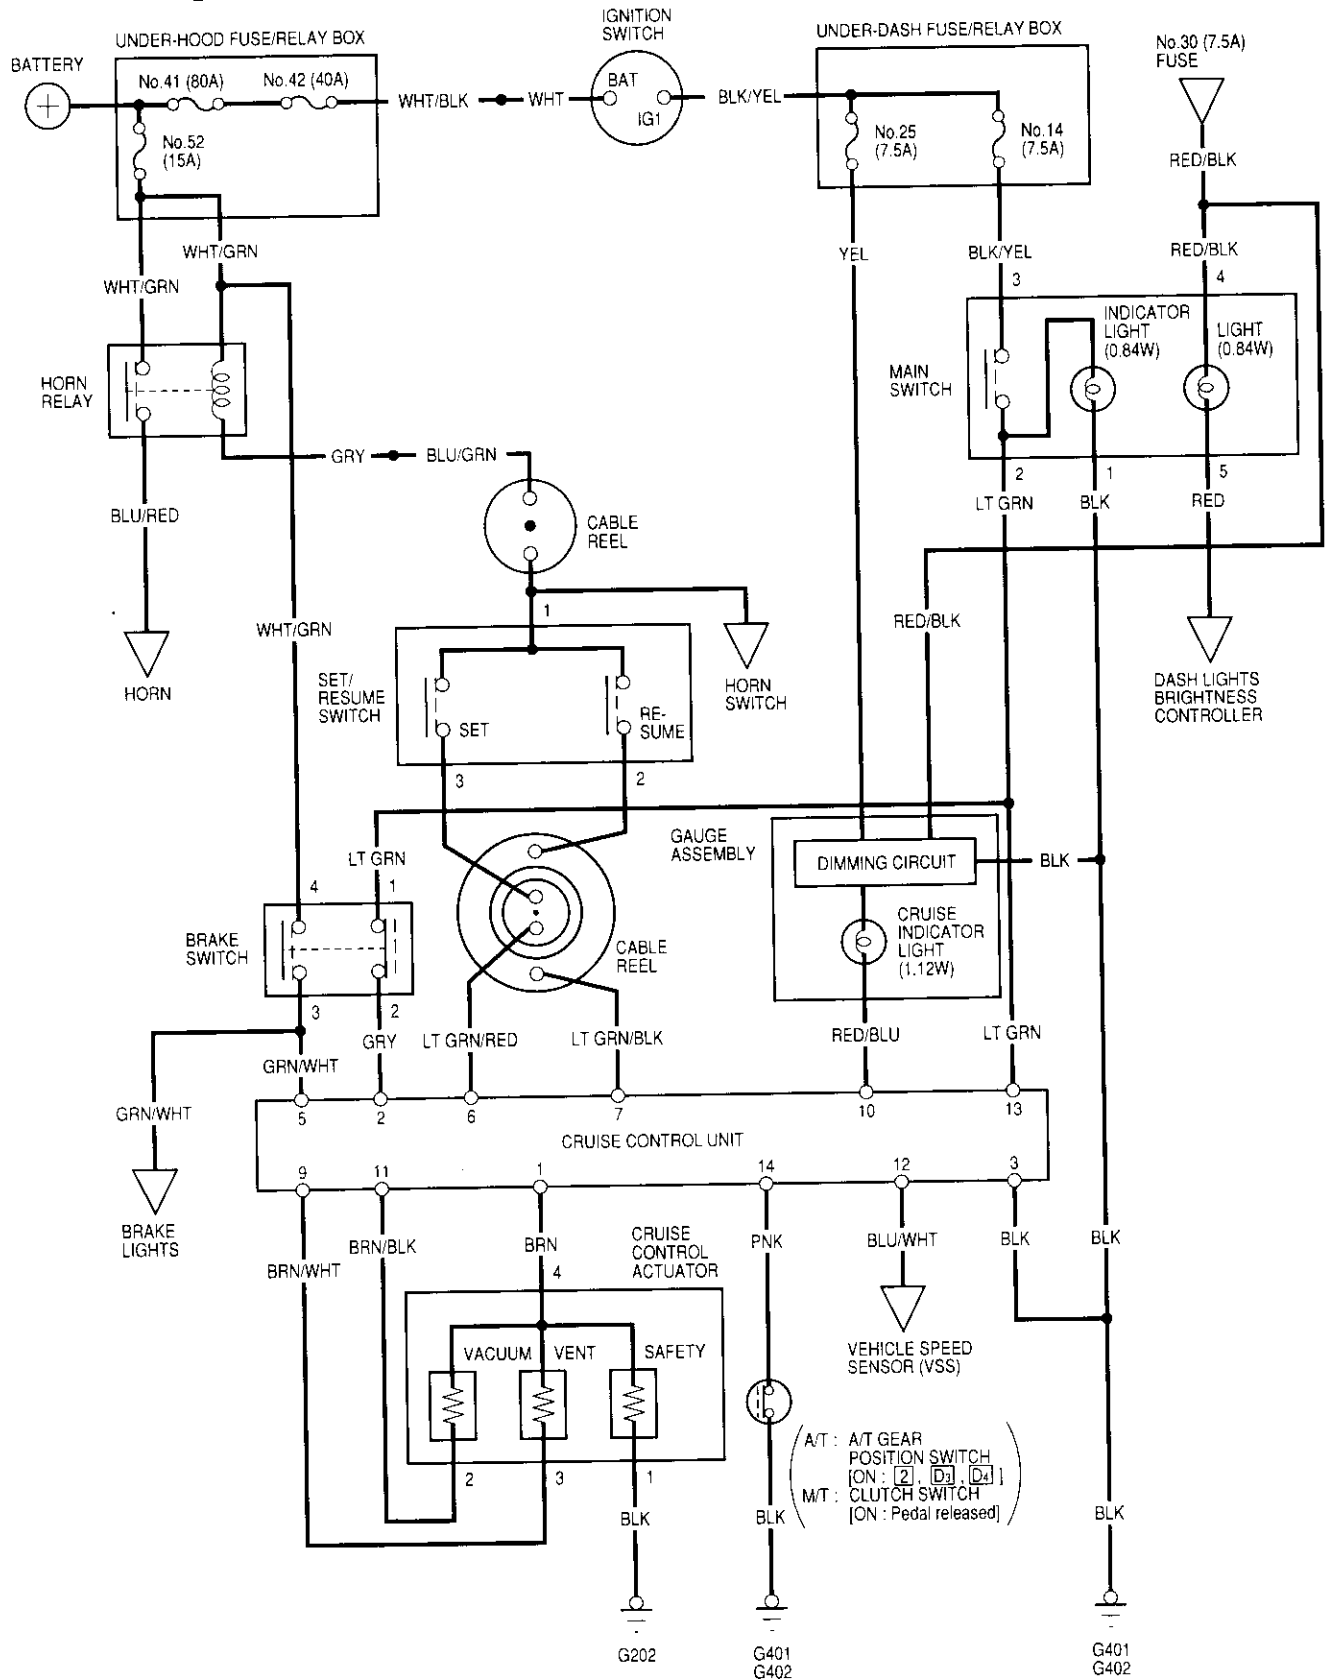 IGNITION
SWITCH
UNDER-HOOD FUSE/RELAY BOX
UNDER-DASH FUSE/RELAY BOX
No.30 (7.5A)
FUSE
BATTERY
No.41 (80A)
No.42 (40A)
WHT/BLK
WHT
BAT
IG1
BLK/YEL
No.52
(15A)
No.25
(7.5A)
No.14
(7.5A)
RED/BLK
WHT/GRN
YEL
BLK/YEL
RED/BLK
WHT/GRN
3
4
HORN
RELAY
MAIN
SWITCH
INDICATOR
LIGHT
(0.84W)
LIGHT
(0.84W)
GRY
BLU/GRN
2
1
5
LT GRN
BLK
RED
BLU/RED
CABLE
REEL
1
WHT/GRN
RED/BLK
HORN
SET/
RESUME
SWITCH
SET
RE-
SUME
HORN
SWITCH
DASH LIGHTS
BRIGHTNESS
CONTROLLER
3
2
GAUGE
ASSEMBLY
LT GRN
DIMMING CIRCUIT
BLK
4
1
BRAKE
SWITCH
CABLE
REEL
CRUISE
INDICATOR
LIGHT
(1.12W)
3
2
GRY
LT GRN/RED
LT GRN/BLK
RED/BLU
LT GRN
GRN/WHT
GRN/WHT
5
2
6
7
10
13
CRUISE CONTROL UNIT
9
11
1
14
12
3
BRAKE
LIGHTS
BRN/WHT
BRN/BLK
BRN
4
CRUISE
CONTROL
ACTUATOR
PNK
BLU/WHT
BLK
BLK
VACUUM
VENT
SAFETY
VEHICLE SPEED
SENSOR (VSS)
2
3
1
A/T : A/T GEAR
POSITION SWITCH
[ON : 2 , D3 , D4 ]
M/T : CLUTCH SWITCH
[ON : Pedal released]
BLK
BLK
BLK
G202
G401
G402
G401
G402